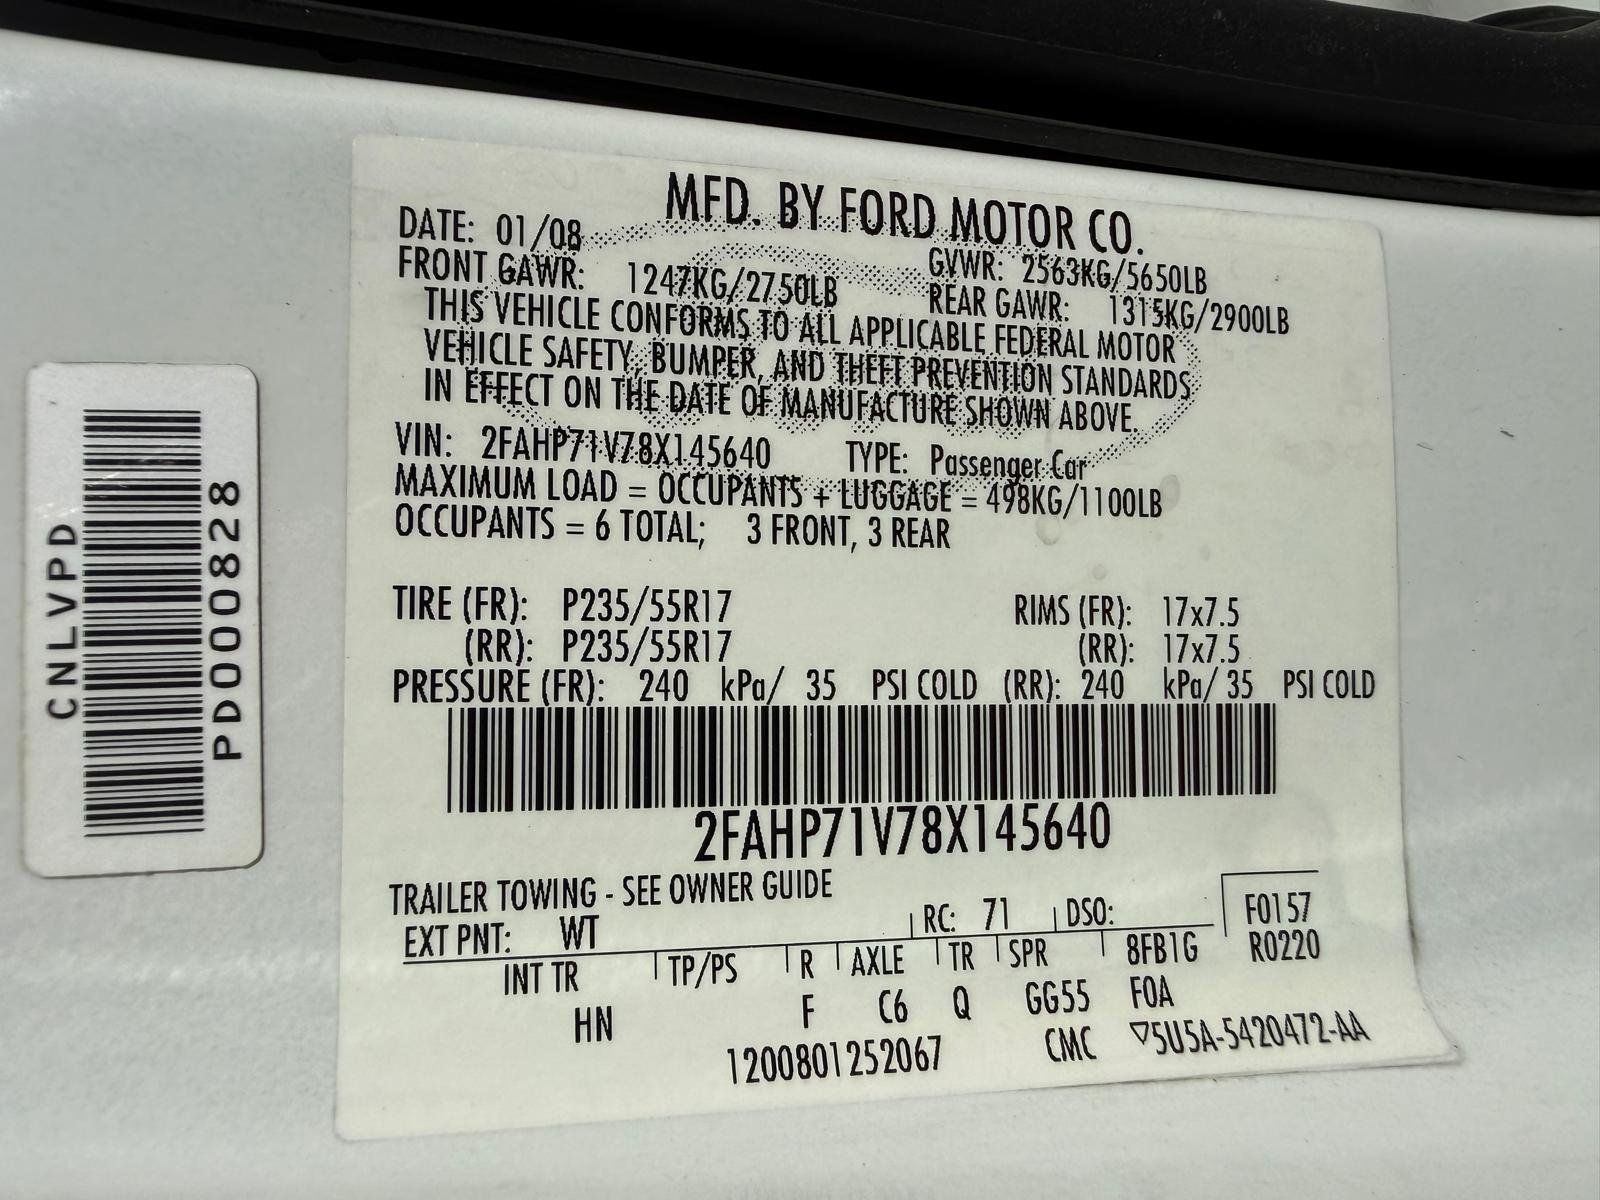 CNLVPD
PD000828
MFD. BY FORD MOTOR CO.
DATE: 01/08 GVWR: 2563KG/5650LB
FRONT GAWR: 1247KG/2750LB REAR GAWR: 1315KG/2900LB
THIS VEHICLE CONFORMS TO ALL APPLICABLE FEDERAL MOTOR
VEHICLE SAFETY, BUMPER, AND THEFT PREVENTION STANDARDS
IN EFFECT ON THE DATE OF MANUFACTURE SHOWN ABOVE.
VIN: 2FAHP71V78X145640 TYPE: Passenger Car
MAXIMUM LOAD = OCCUPANTS + LUGGAGE = 498KG/1100LB
OCCUPANTS = 6 TOTAL; 3 FRONT, 3 REAR
TIRE (FR): P235/55R17 RIMS (FR): 17x7.5
(RR): P235/55R17 (RR): 17x7.5
PRESSURE (FR): 240 kPa/ 35 PSI COLD (RR): 240 kPa/ 35 PSI COLD
2FAHP71V78X145640
TRAILER TOWING - SEE OWNER GUIDE
EXT PNT: WT RC: 71 DSO: F0157
INT TR TP/PS R AXLE TR SPR 8FB1G R0220
HN F C6 Q GG55 F0A
1200801252067 CMC ▽5U5A-5420472-AA